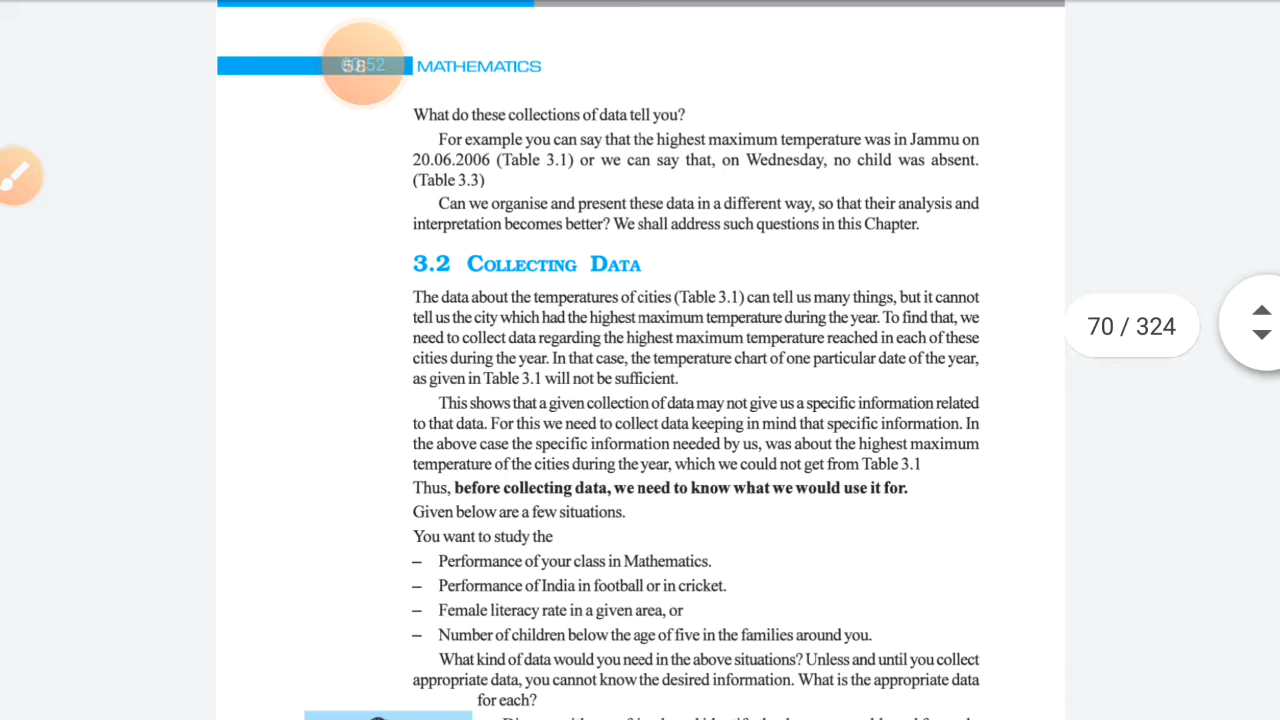 58
MATHEMATICS
What do these collections of data tell you?
For example you can say that the highest maximum temperature was in Jammu on
20.06.2006 (Table 3.1) or we can say that, on Wednesday, no child was absent.
(Table 3.3)
Can we organise and present these data in a different way, so that their analysis and
interpretation becomes better? We shall address such questions in this Chapter.
3.2 COLLECTING DATA
The data about the temperatures of cities (Table 3.1) can tell us many things, but it cannot
tell us the city which had the highest maximum temperature during the year. To find that, we
need to collect data regarding the highest maximum temperature reached in each of these
cities during the year. In that case, the temperature chart of one particular date of the year,
as given in Table 3.1 will not be sufficient.
This shows that a given collection of data may not give us a specific information related
to that data. For this we need to collect data keeping in mind that specific information. In
the above case the specific information needed by us, was about the highest maximum
temperature of the cities during the year, which we could not get from Table 3.1
Thus, before collecting data, we need to know what we would use it for.
Given below are a few situations.
You want to study the
– Performance of your class in Mathematics.
– Performance of India in football or in cricket.
– Female literacy rate in a given area, or
– Number of children below the age of five in the families around you.
What kind of data would you need in the above situations? Unless and until you collect
appropriate data, you cannot know the desired information. What is the appropriate data
for each?
70 / 324